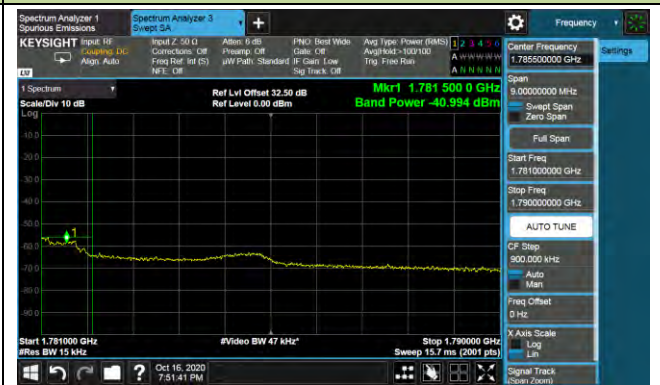 Spectrum Analyzer 1
Spurious Emissions
Spectrum Analyzer 3
Swept SA
Frequency
KEYSIGHT
Input: RF
Coupling: DC
Align: Auto
Input Z: 50 Ω
Corrections: Off
Freq Ref: Int (S)
NFE: Off
Atten: 6 dB
Preamp: Off
µW Path: Standard
PNO: Best Wide
Gate: Off
IF Gain: Low
Sig Track: Off
Avg Type: Power (RMS)
Avg|Hold:>100/100
Trig: Free Run
1 2 3 4 5 6
A W W W W W
A N N N N N
LXI
1 Spectrum
Scale/Div 10 dB
Log
Ref Lvl Offset 32.50 dB
Ref Level 0.00 dBm
Mkr1 1.781 500 0 GHz
Band Power -40.994 dBm
-10.0
-20.0
-30.0
-40.0
-50.0
-60.0
-70.0
-80.0
-90.0
1
Start 1.781000 GHz
#Res BW 15 kHz
#Video BW 47 kHz*
Stop 1.790000 GHz
Sweep 15.7 ms (2001 pts)
Oct 16, 2020
7:51:41 PM
?
Settings
Center Frequency
1.785500000 GHz
Span
9.00000000 MHz
Swept Span
Zero Span
Full Span
Start Freq
1.781000000 GHz
Stop Freq
1.790000000 GHz
AUTO TUNE
CF Step
900.000 kHz
Auto
Man
Freq Offset
0 Hz
X Axis Scale
Log
Lin
Signal Track
(Span Zoom)